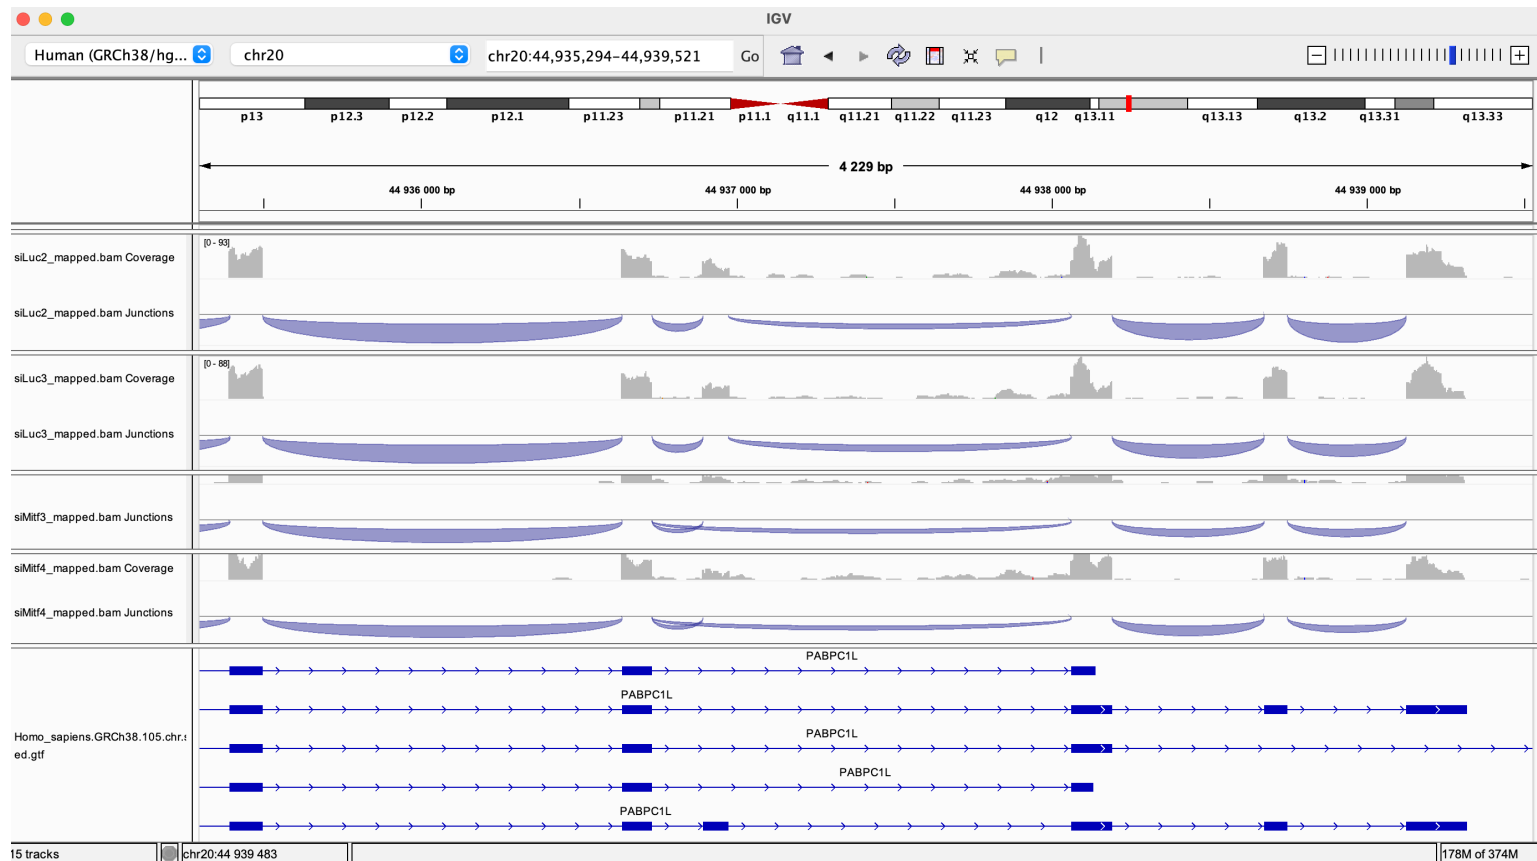 IGV
Human (GRCh38/hg... chr20 chr20:44,935,294-44,939,521 Go
p13 p12.3 p12.2 p12.1 p11.23 p11.21 p11.1 q11.1 q11.21 q11.22 q11.23 q12 q13.11 q13.13 q13.2 q13.31 q13.33
4 229 bp
44 936 000 bp 44 937 000 bp 44 938 000 bp 44 939 000 bp
[0 - 93]
siLuc2_mapped.bam Coverage
siLuc2_mapped.bam Junctions
[0 - 88]
siLuc3_mapped.bam Coverage
siLuc3_mapped.bam Junctions
siMitf3_mapped.bam Junctions
siMitf4_mapped.bam Coverage
siMitf4_mapped.bam Junctions
PABPC1L
PABPC1L
PABPC1L
Homo_sapiens.GRCh38.105.chr.s
ed.gtf
PABPC1L
PABPC1L
15 tracks chr20:44 939 483 178M of 374M